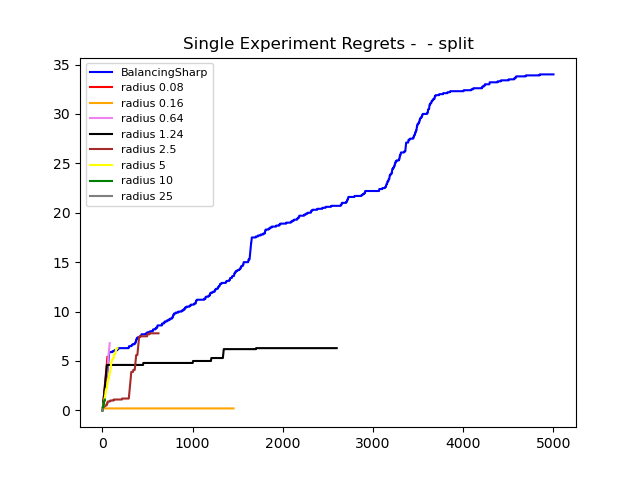 Single Experiment Regrets -  - split
BalancingSharp
radius 0.08
radius 0.16
radius 0.64
radius 1.24
radius 2.5
radius 5
radius 10
radius 25
35
30
25
20
15
10
5
0
0 1000 2000 3000 4000 5000